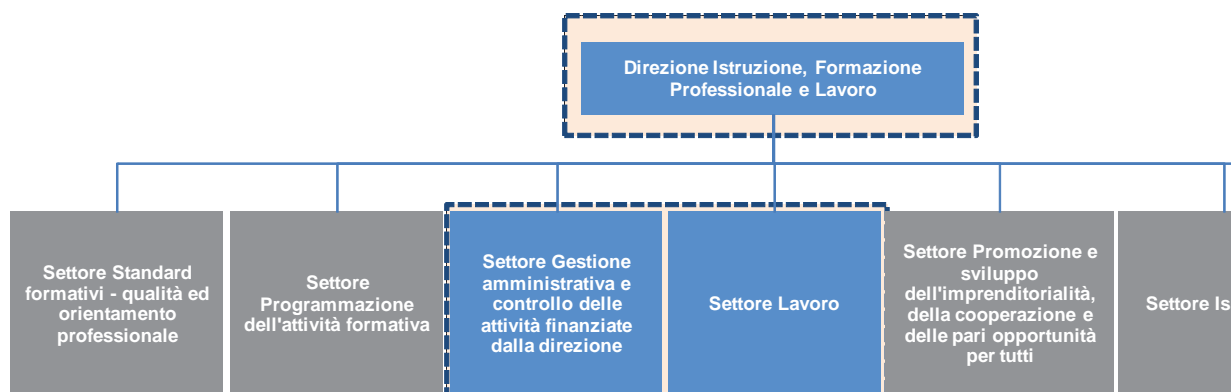 Direzione Istruzione, Formazione
Professionale e Lavoro
Settore Standard
formativi - qualità ed
orientamento
professionale
Settore
Programmazione
dell'attività formativa
Settore Gestione
amministrativa e
controllo delle
attività finanziate
dalla direzione
Settore Lavoro
Settore Promozione e
sviluppo
dell'imprenditorialità,
della cooperazione e
delle pari opportunità
per tutti
Settore Is